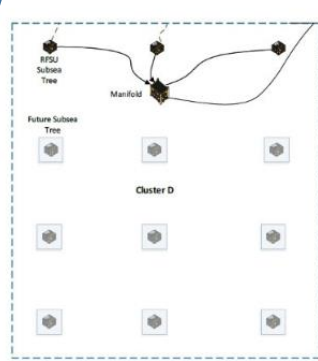 RFSU
Subsea
Tree
Manifold
Future Subsea
Tree
Cluster D